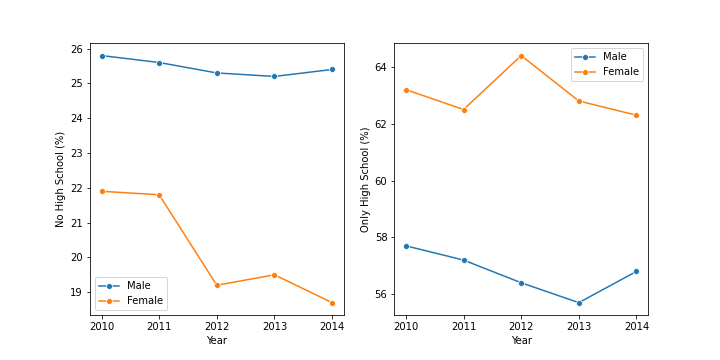 No High School (%)
26
25
24
23
22
21
20
19
2010 2011 2012 2013 2014
Year
Male
Female
Only High School (%)
64
62
60
58
56
2010 2011 2012 2013 2014
Year
Male
Female